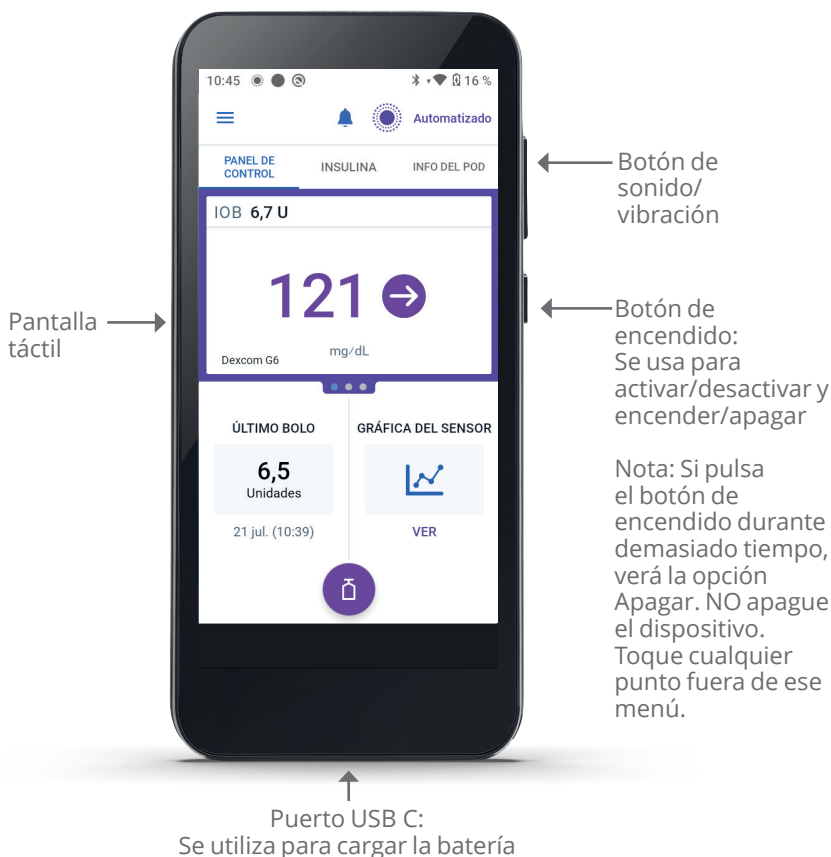 10:45
16 %
Automatizado
PANEL DE
CONTROL
INSULINA
INFO DEL POD
IOB 6,7 U
121
mg/dL
Dexcom G6
ÚLTIMO BOLO
GRÁFICA DEL SENSOR
6,5
Unidades
21 jul. (10:39)
VER
Pantalla
táctil
Botón de
sonido/
vibración
Botón de
encendido:
Se usa para
activar/desactivar y
encender/apagar
Nota: Si pulsa
el botón de
encendido durante
demasiado tiempo,
verá la opción
Apagar. NO apague
el dispositivo.
Toque cualquier
punto fuera de ese
menú.
Puerto USB C:
Se utiliza para cargar la batería